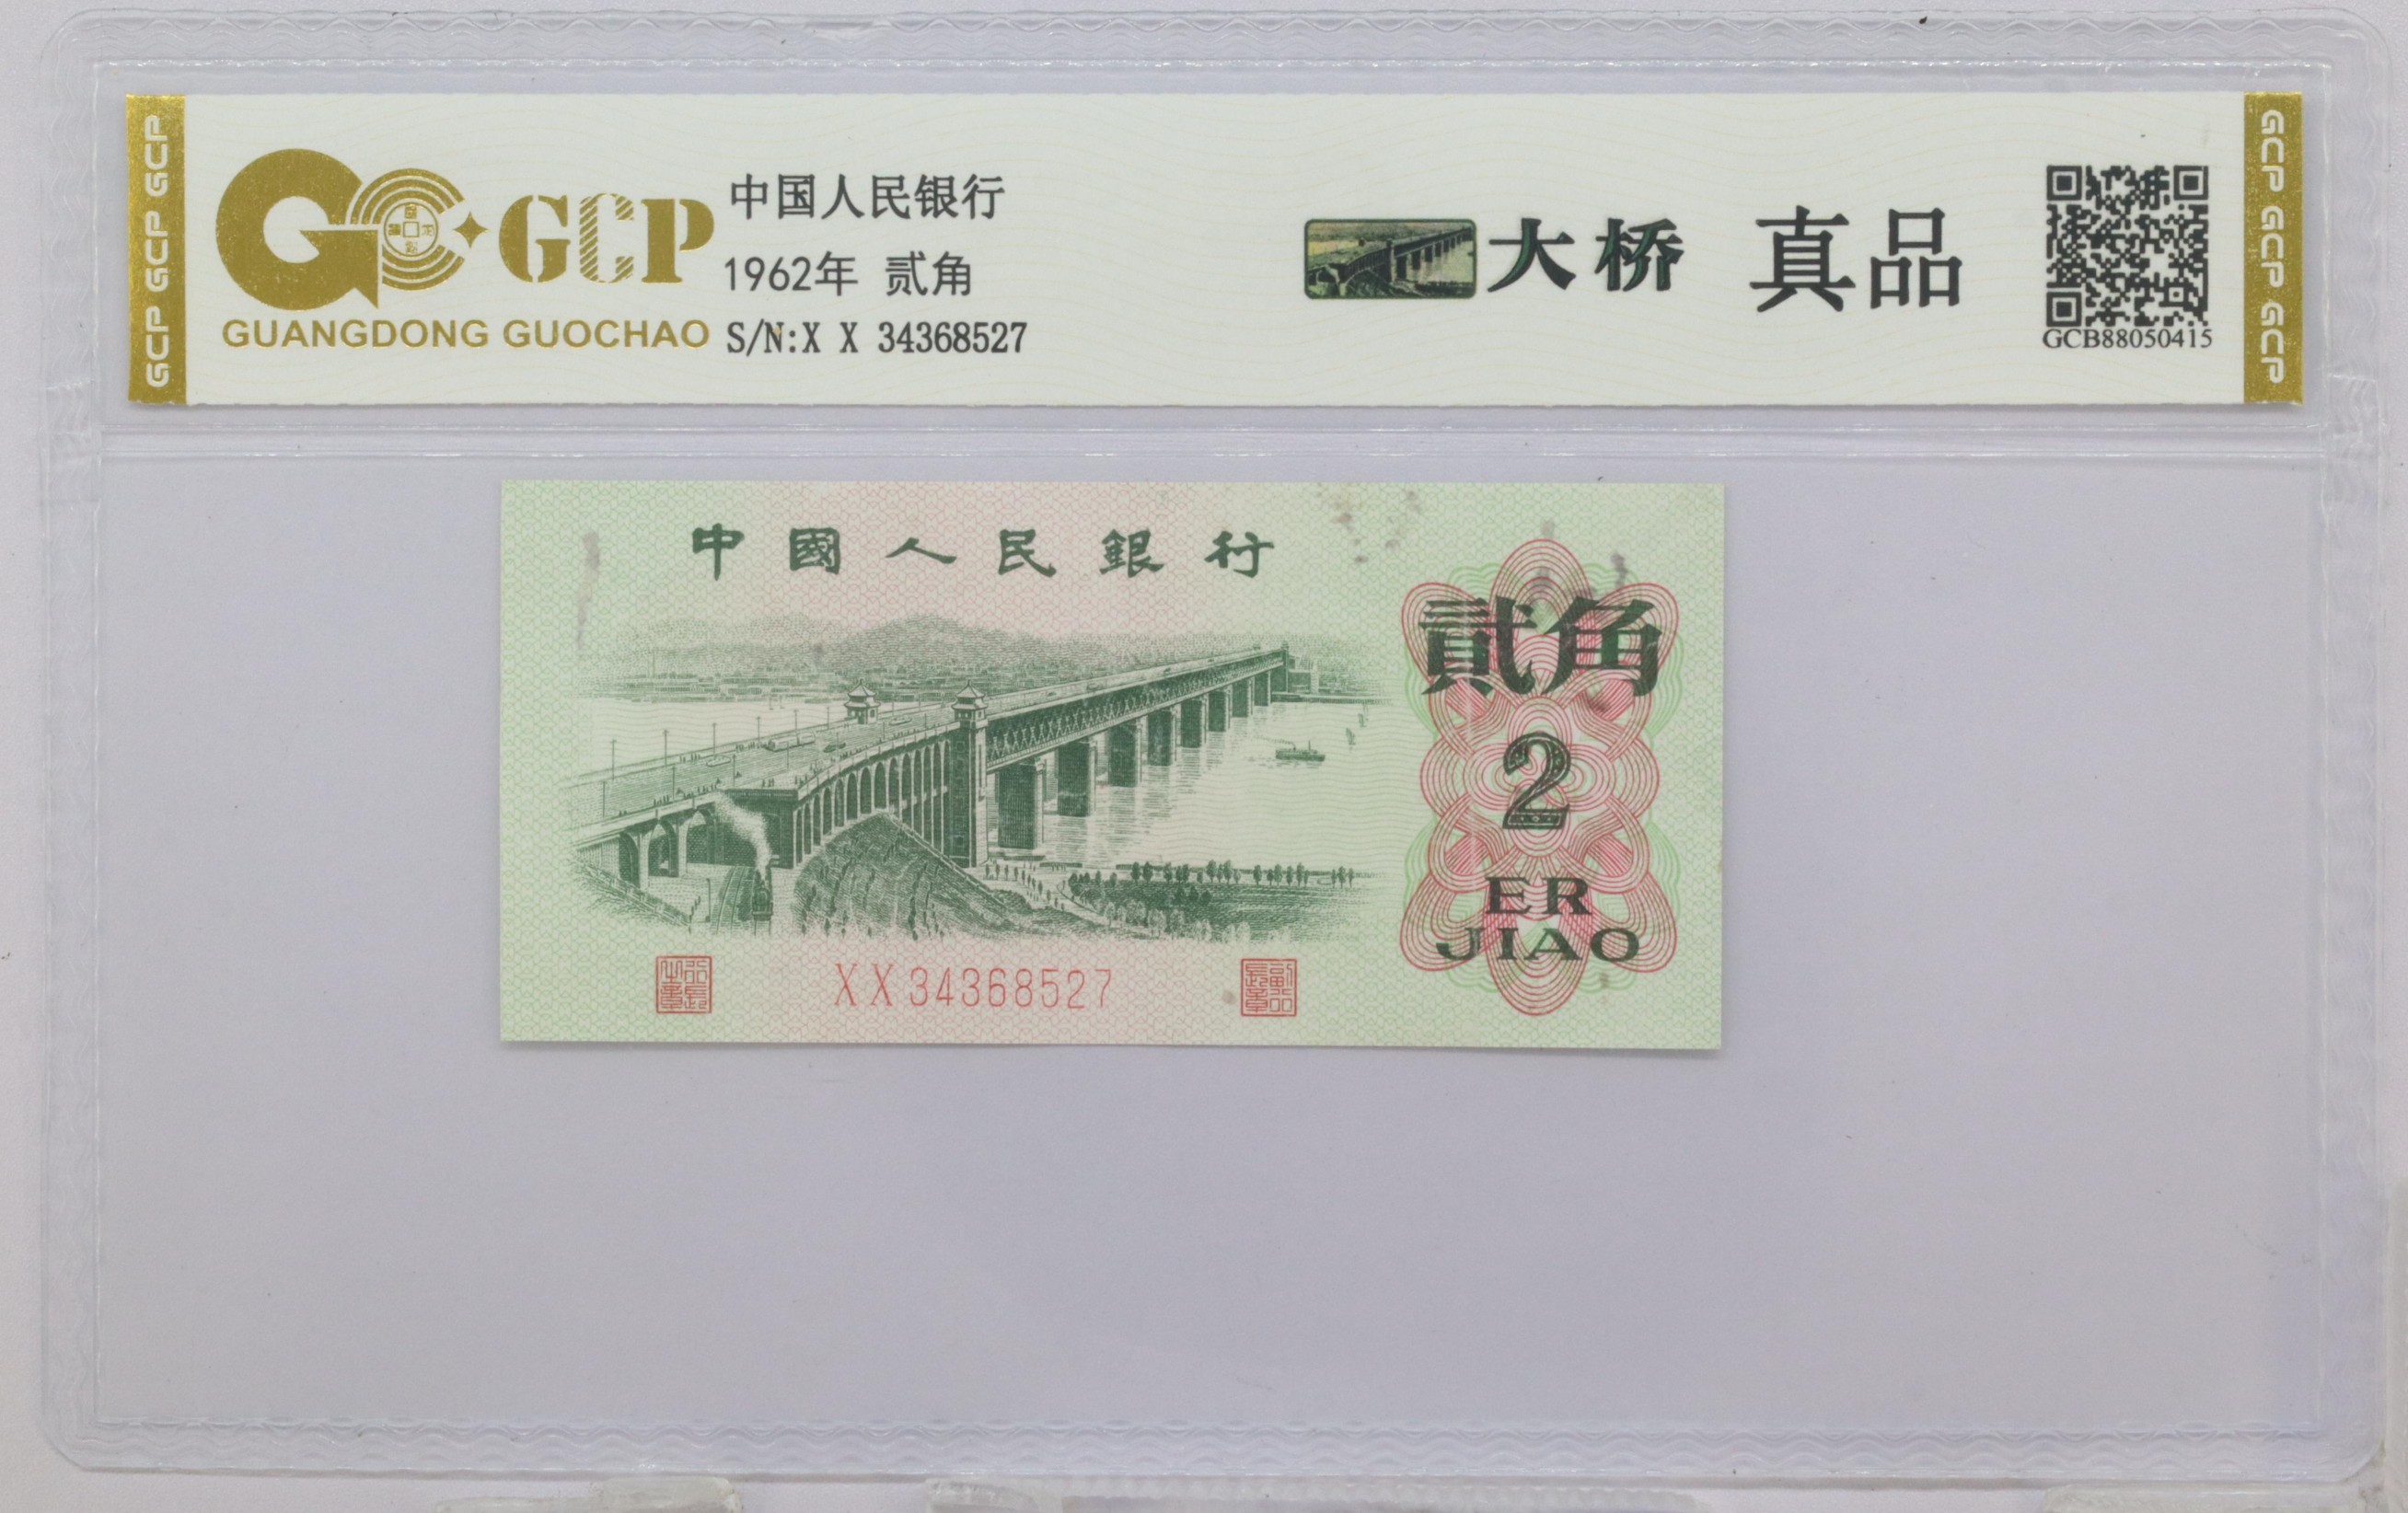 GCP GCP GCP
GCP
GUANGDONG GUOCHAO
中国人民银行
1962年 贰角
S/N:X X 34368527
大桥 真品
GCB88050415
GCP GCP GCP
中國人民銀行
貳角
2
ER
JIAO
XX34368527